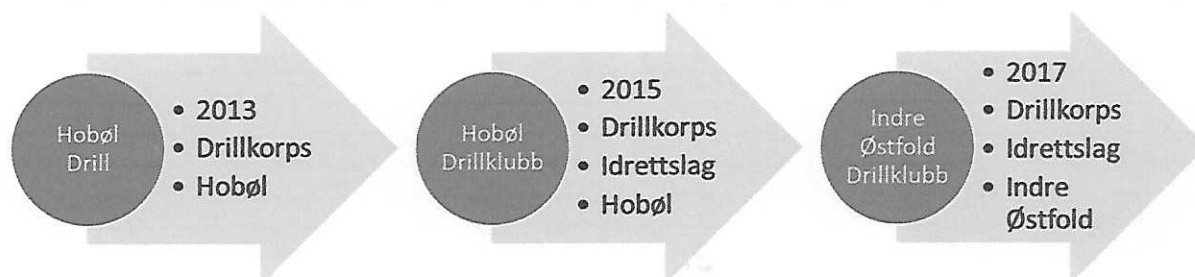 Hobøl
Drill
• 2013
• Drillkorps
• Hobøl
Hobøl
Drillklubb
• 2015
• Drillkorps
• Idrettslag
• Hobøl
Indre
Østfold
Drillklubb
• 2017
• Drillkorps
• Idrettslag
• Indre
Østfold